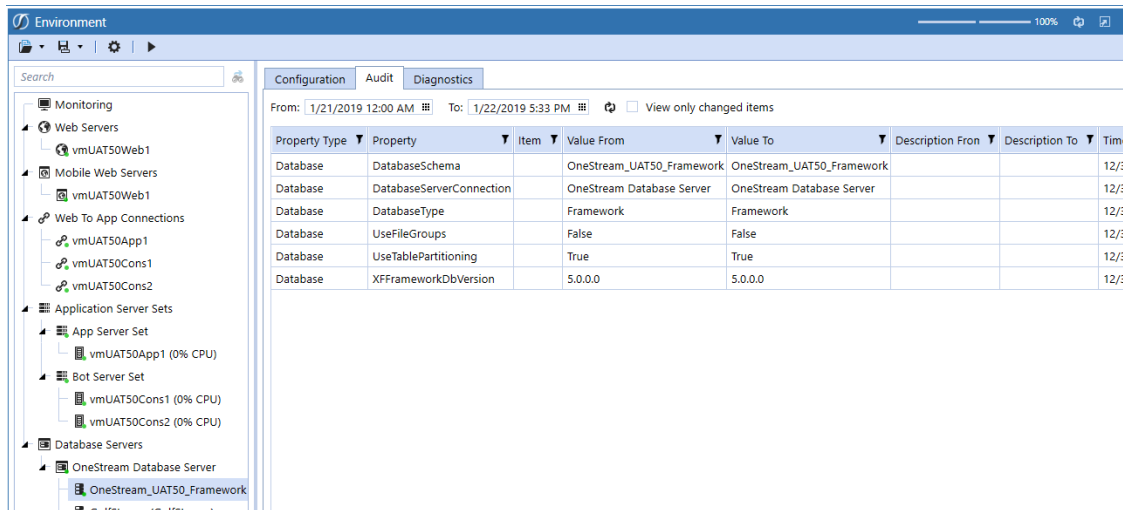 Environment
100%
Search
Monitoring
Web Servers
vmUAT50Web1
Mobile Web Servers
vmUAT50Web1
Web To App Connections
vmUAT50App1
vmUAT50Cons1
vmUAT50Cons2
Application Server Sets
App Server Set
vmUAT50App1 (0% CPU)
Bot Server Set
vmUAT50Cons1 (0% CPU)
vmUAT50Cons2 (0% CPU)
Database Servers
OneStream Database Server
OneStream_UAT50_Framework
Configuration Audit Diagnostics
From: 1/21/2019 12:00 AM To: 1/22/2019 5:33 PM View only changed items
Property Type Property Item Value From Value To Description Fron Description To Tim
Database DatabaseSchema OneStream_UAT50_Framework OneStream_UAT50_Framework 12/3
Database DatabaseServerConnection OneStream Database Server OneStream Database Server 12/3
Database DatabaseType Framework Framework 12/3
Database UseFileGroups False False 12/3
Database UseTablePartitioning True True 12/3
Database XFFrameworkDbVersion 5.0.0.0 5.0.0.0 12/3